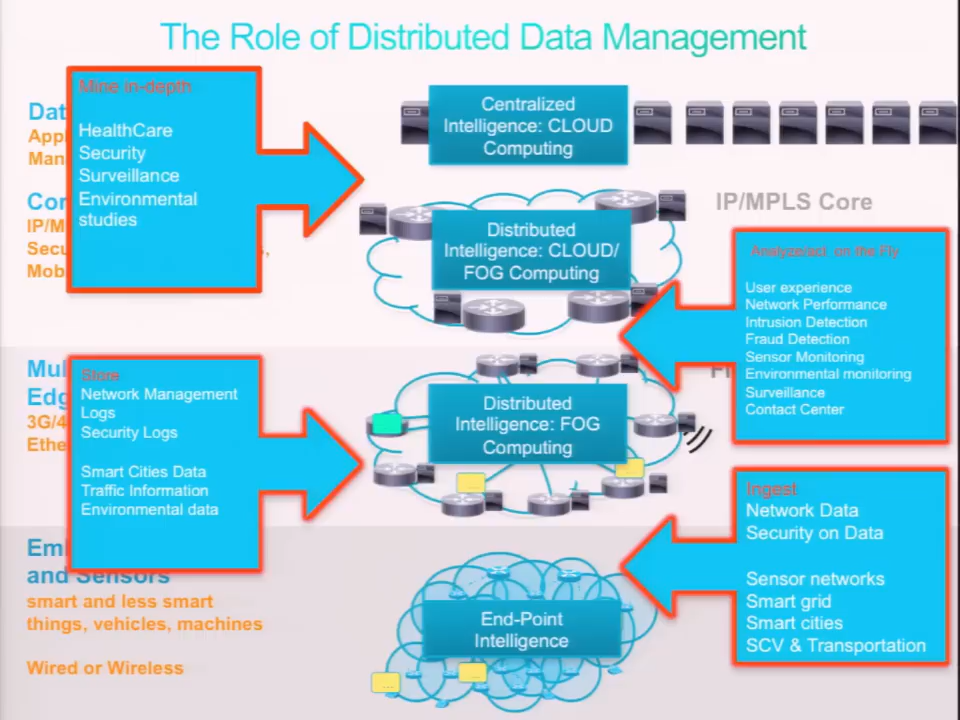 The Role of Distributed Data Management
Mine in-depth
HealthCare
Security
Surveillance
Environmental
studies
Centralized
Intelligence: CLOUD
Computing
IP/MPLS Core
Distributed
Intelligence: CLOUD/
FOG Computing
Analyze/act on the Fly
User experience
Network Performance
Intrusion Detection
Fraud Detection
Sensor Monitoring
Environmental monitoring
Surveillance
Contact Center
Store
Network Management
Logs
Security Logs
Smart Cities Data
Traffic Information
Environmental data
Distributed
Intelligence: FOG
Computing
Ingest
Network Data
Security on Data
Sensor networks
Smart grid
Smart cities
SCV & Transportation
and Sensors
smart and less smart
things, vehicles, machines
Wired or Wireless
End-Point
Intelligence